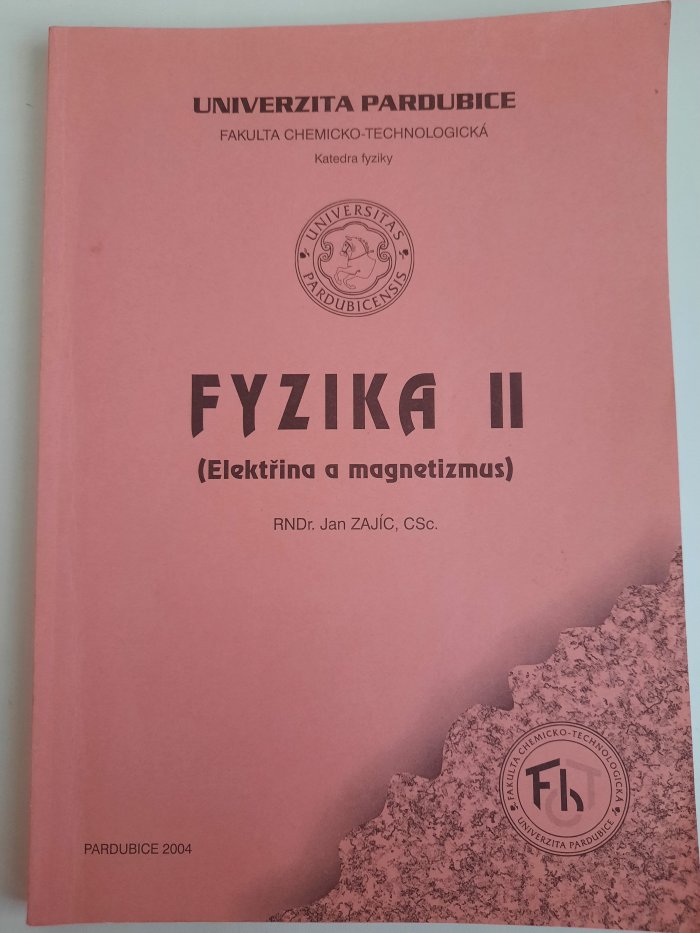 UNIVERZITA PARDUBICE
FAKULTA CHEMICKO-TECHNOLOGICKÁ
Katedra fyziky
UNIVERSITAS
PARDUBICENSIS
FYZIKA II
(Elektřina a magnetizmus)
RNDr. Jan ZAJÍC, CSc.
FAKULTA CHEMICKO-TECHNOLOGICKÁ
UNIVERZITA PARDUBICE
PARDUBICE 2004